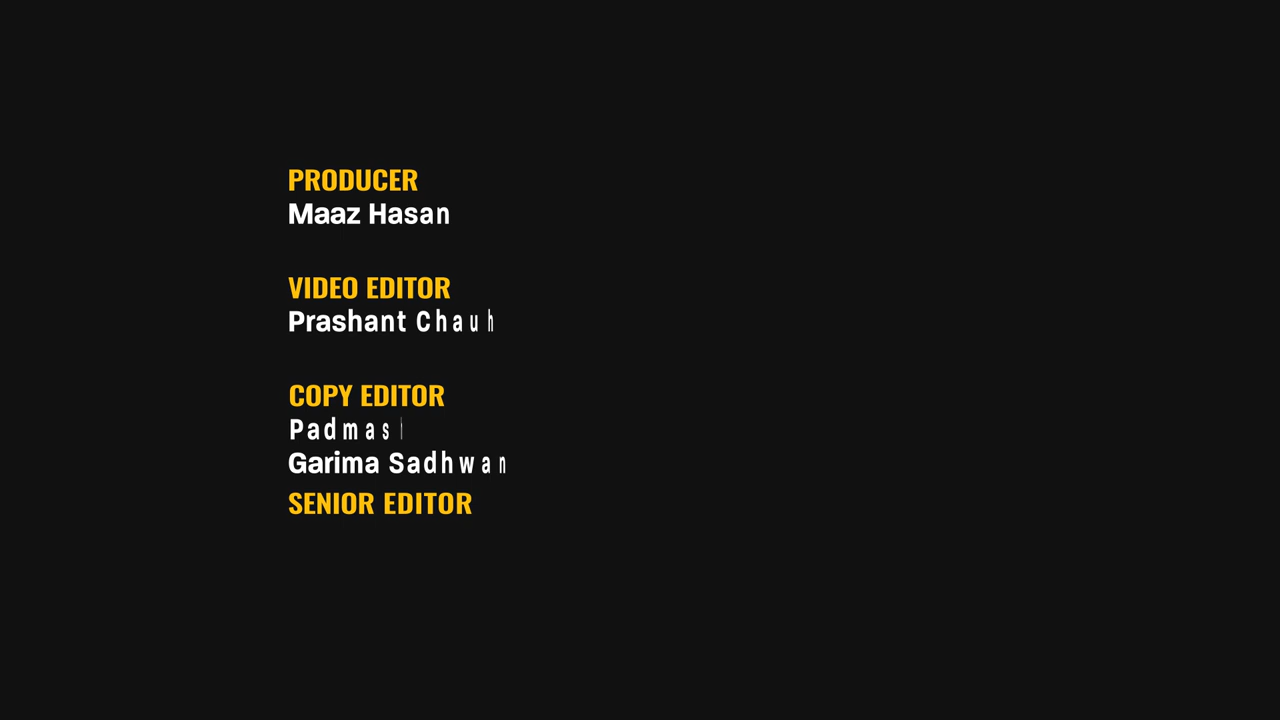 PRODUCER
Maaz Hasan
VIDEO EDITOR
Prashant Chauh
COPY EDITOR
Padmas
Garima Sadhwan
SENIOR EDITOR